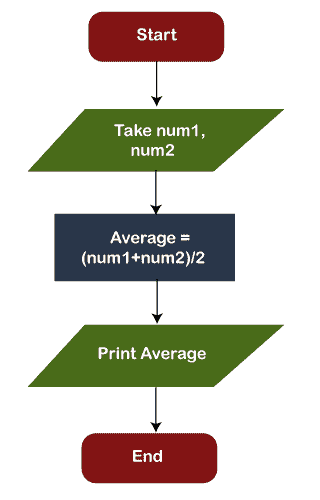 Start
Take num1,
num2
Average =
(num1+num2)/2
Print Average
End